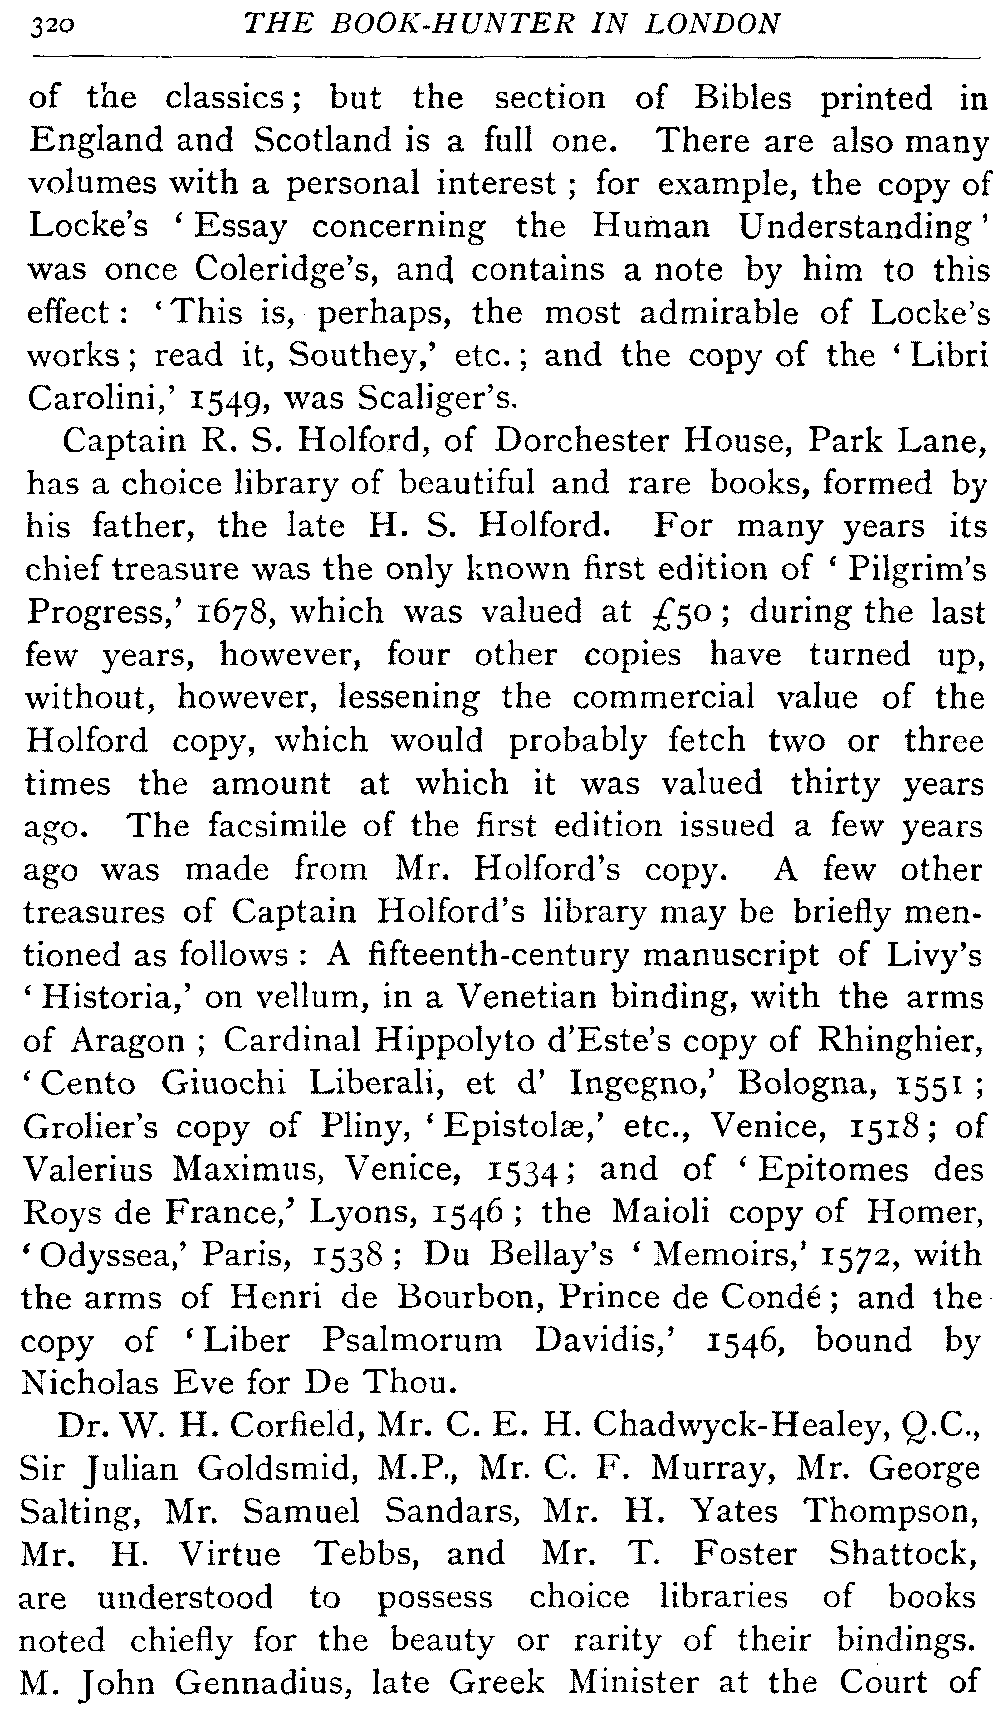 320 THE BOOK-HUNTER IN LONDON
of the classics; but the section of Bibles printed in
England and Scotland is a full one. There are also many
volumes with a personal interest ; for example, the copy of
Locke's ‘ Essay concerning the Human Understanding ’
was once Coleridge's, and contains a note by him to this
effect : ‘ This is, perhaps, the most admirable of Locke's
works ; read it, Southey,’ etc. ; and the copy of the ‘ Libri
Carolini,’ 1549, was Scaliger's.
Captain R. S. Holford, of Dorchester House, Park Lane,
has a choice library of beautiful and rare books, formed by
his father, the late H. S. Holford. For many years its
chief treasure was the only known first edition of ‘ Pilgrim's
Progress,’ 1678, which was valued at £50 ; during the last
few years, however, four other copies have turned up,
without, however, lessening the commercial value of the
Holford copy, which would probably fetch two or three
times the amount at which it was valued thirty years
ago. The facsimile of the first edition issued a few years
ago was made from Mr. Holford's copy. A few other
treasures of Captain Holford's library may be briefly men-
tioned as follows : A fifteenth-century manuscript of Livy's
‘ Historia,’ on vellum, in a Venetian binding, with the arms
of Aragon ; Cardinal Hippolyto d'Este's copy of Rhinghier,
‘ Cento Giuochi Liberali, et d' Ingegno,’ Bologna, 1551 ;
Grolier's copy of Pliny, ‘ Epistolæ,’ etc., Venice, 1518 ; of
Valerius Maximus, Venice, 1534 ; and of ‘ Epitomes des
Roys de France,’ Lyons, 1546 ; the Maioli copy of Homer,
‘ Odyssea,’ Paris, 1538 ; Du Bellay's ‘ Memoirs,’ 1572, with
the arms of Henri de Bourbon, Prince de Condé ; and the
copy of ‘ Liber Psalmorum Davidis,’ 1546, bound by
Nicholas Eve for De Thou.
Dr. W. H. Corfield, Mr. C. E. H. Chadwyck-Healey, Q.C.,
Sir Julian Goldsmid, M.P., Mr. C. F. Murray, Mr. George
Salting, Mr. Samuel Sandars, Mr. H. Yates Thompson,
Mr. H. Virtue Tebbs, and Mr. T. Foster Shattock,
are understood to possess choice libraries of books
noted chiefly for the beauty or rarity of their bindings.
M. John Gennadius, late Greek Minister at the Court of